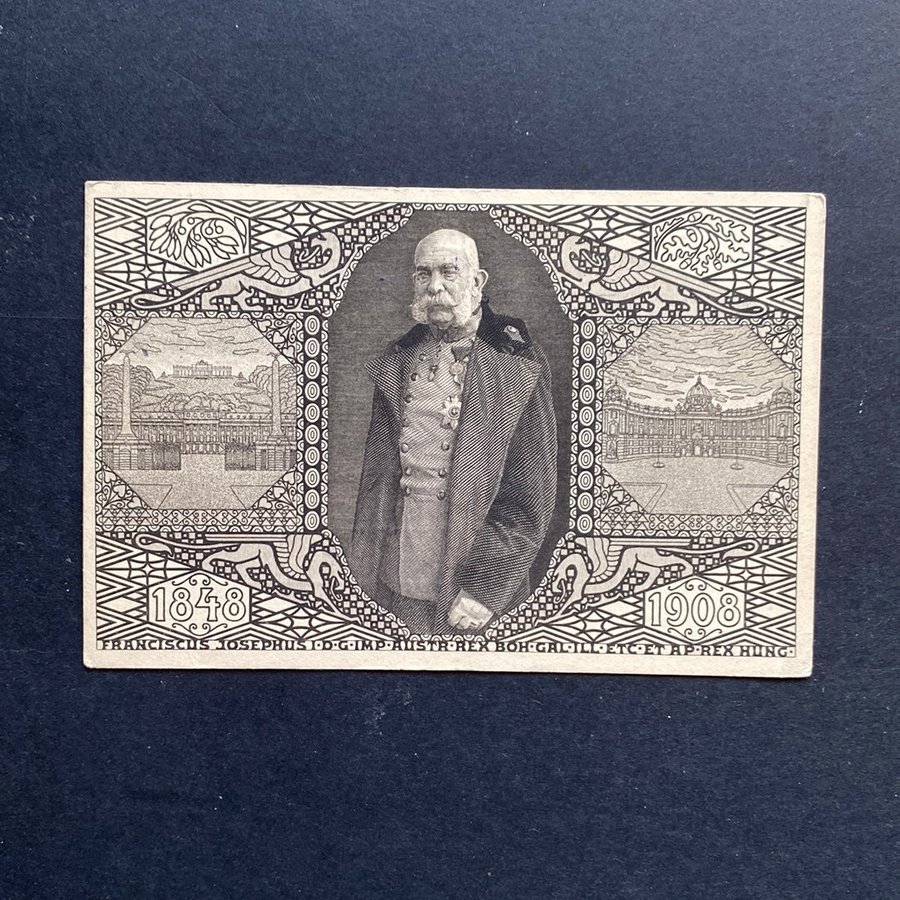 1848
1908
FRANCISCUS JOSEPHUS I·D·G·IMP·AUSTR·REX BOH·GAL·ILL·ETC·ET AP·REX HUNG·